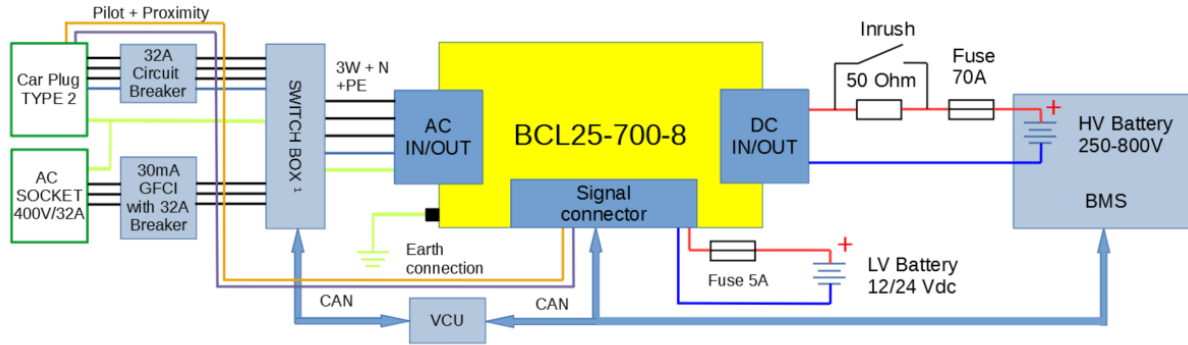 Pilot + Proximity
Car Plug
TYPE 2
32A
Circuit
Breaker
SWITCH BOX ¹
3W + N
+PE
AC
IN/OUT
BCL25-700-8
DC
IN/OUT
Inrush
50 Ohm
Fuse
70A
+
HV Battery
250-800V
BMS
AC
SOCKET
400V/32A
30mA
GFCI
with 32A
Breaker
Signal
connector
Earth
connection
Fuse 5A
+
LV Battery
12/24 Vdc
CAN
VCU
CAN